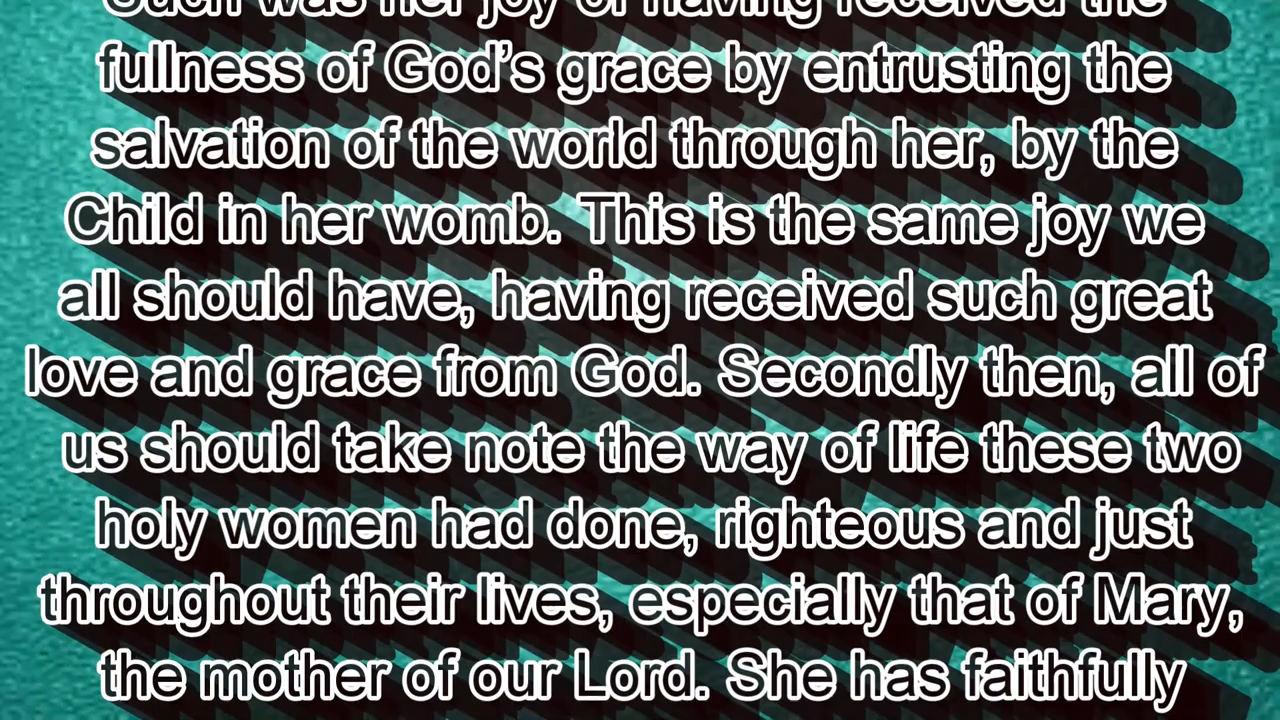 Such was her joy of having received the
fullness of God’s grace by entrusting the
salvation of the world through her, by the
Child in her womb. This is the same joy we
all should have, having received such great
love and grace from God. Secondly then, all of
us should take note the way of life these two
holy women had done, righteous and just
throughout their lives, especially that of Mary,
the mother of our Lord. She has faithfully